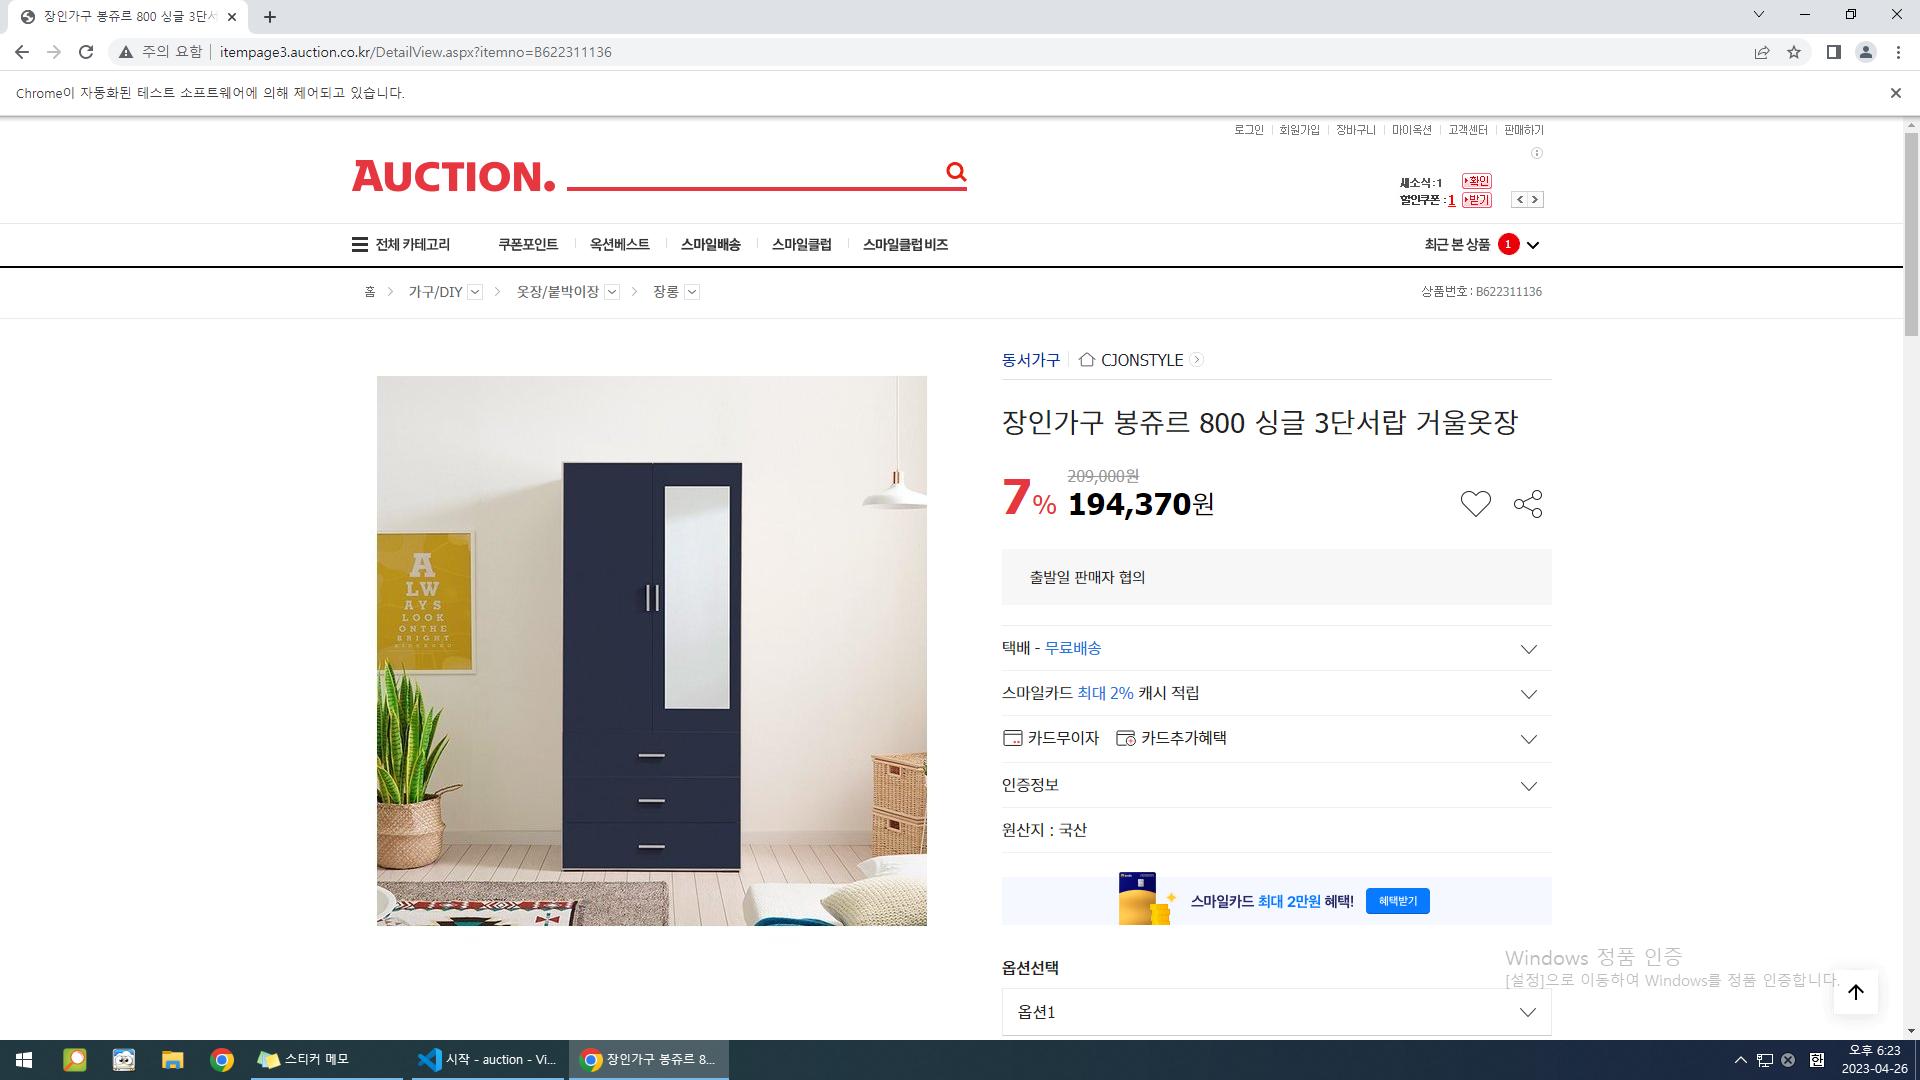 장인가구 봉쥬르 800 싱글 3단서
주의 요함
itempage3.auction.co.kr/DetailView.aspx?itemno=B622311136
Chrome이 자동화된 테스트 소프트웨어에 의해 제어되고 있습니다.
로그인 회원가입 장바구니 마이옥션 고객센터 판매하기
AUCTION.
새소식 : 1 확인
할인쿠폰 : 1 받기
전체 카테고리 쿠폰포인트 옥션베스트 스마일배송 스마일클럽 스마일클럽 비즈 최근 본 상품 1
홈 가구/DIY 옷장/붙박이장 장롱 상품번호 : B622311136
동서가구 CJONSTYLE
장인가구 봉쥬르 800 싱글 3단서랍 거울옷장
209,000원
7% 194,370원
출발일 판매자 협의
택배 - 무료배송
스마일카드 최대 2% 캐시 적립
카드무이자 카드추가혜택
인증정보
원산지 : 국산
스마일카드 최대 2만원 혜택! 혜택받기
옵션선택
옵션1
A
LW
AYS
LOOK
ON THE
BRIGHT
Windows 정품 인증
[설정]으로 이동하여 Windows를 정품 인증합니다.
스티커 메모
시작 - auction - Vi...
장인가구 봉쥬르 8...
한
오후 6:23
2023-04-26